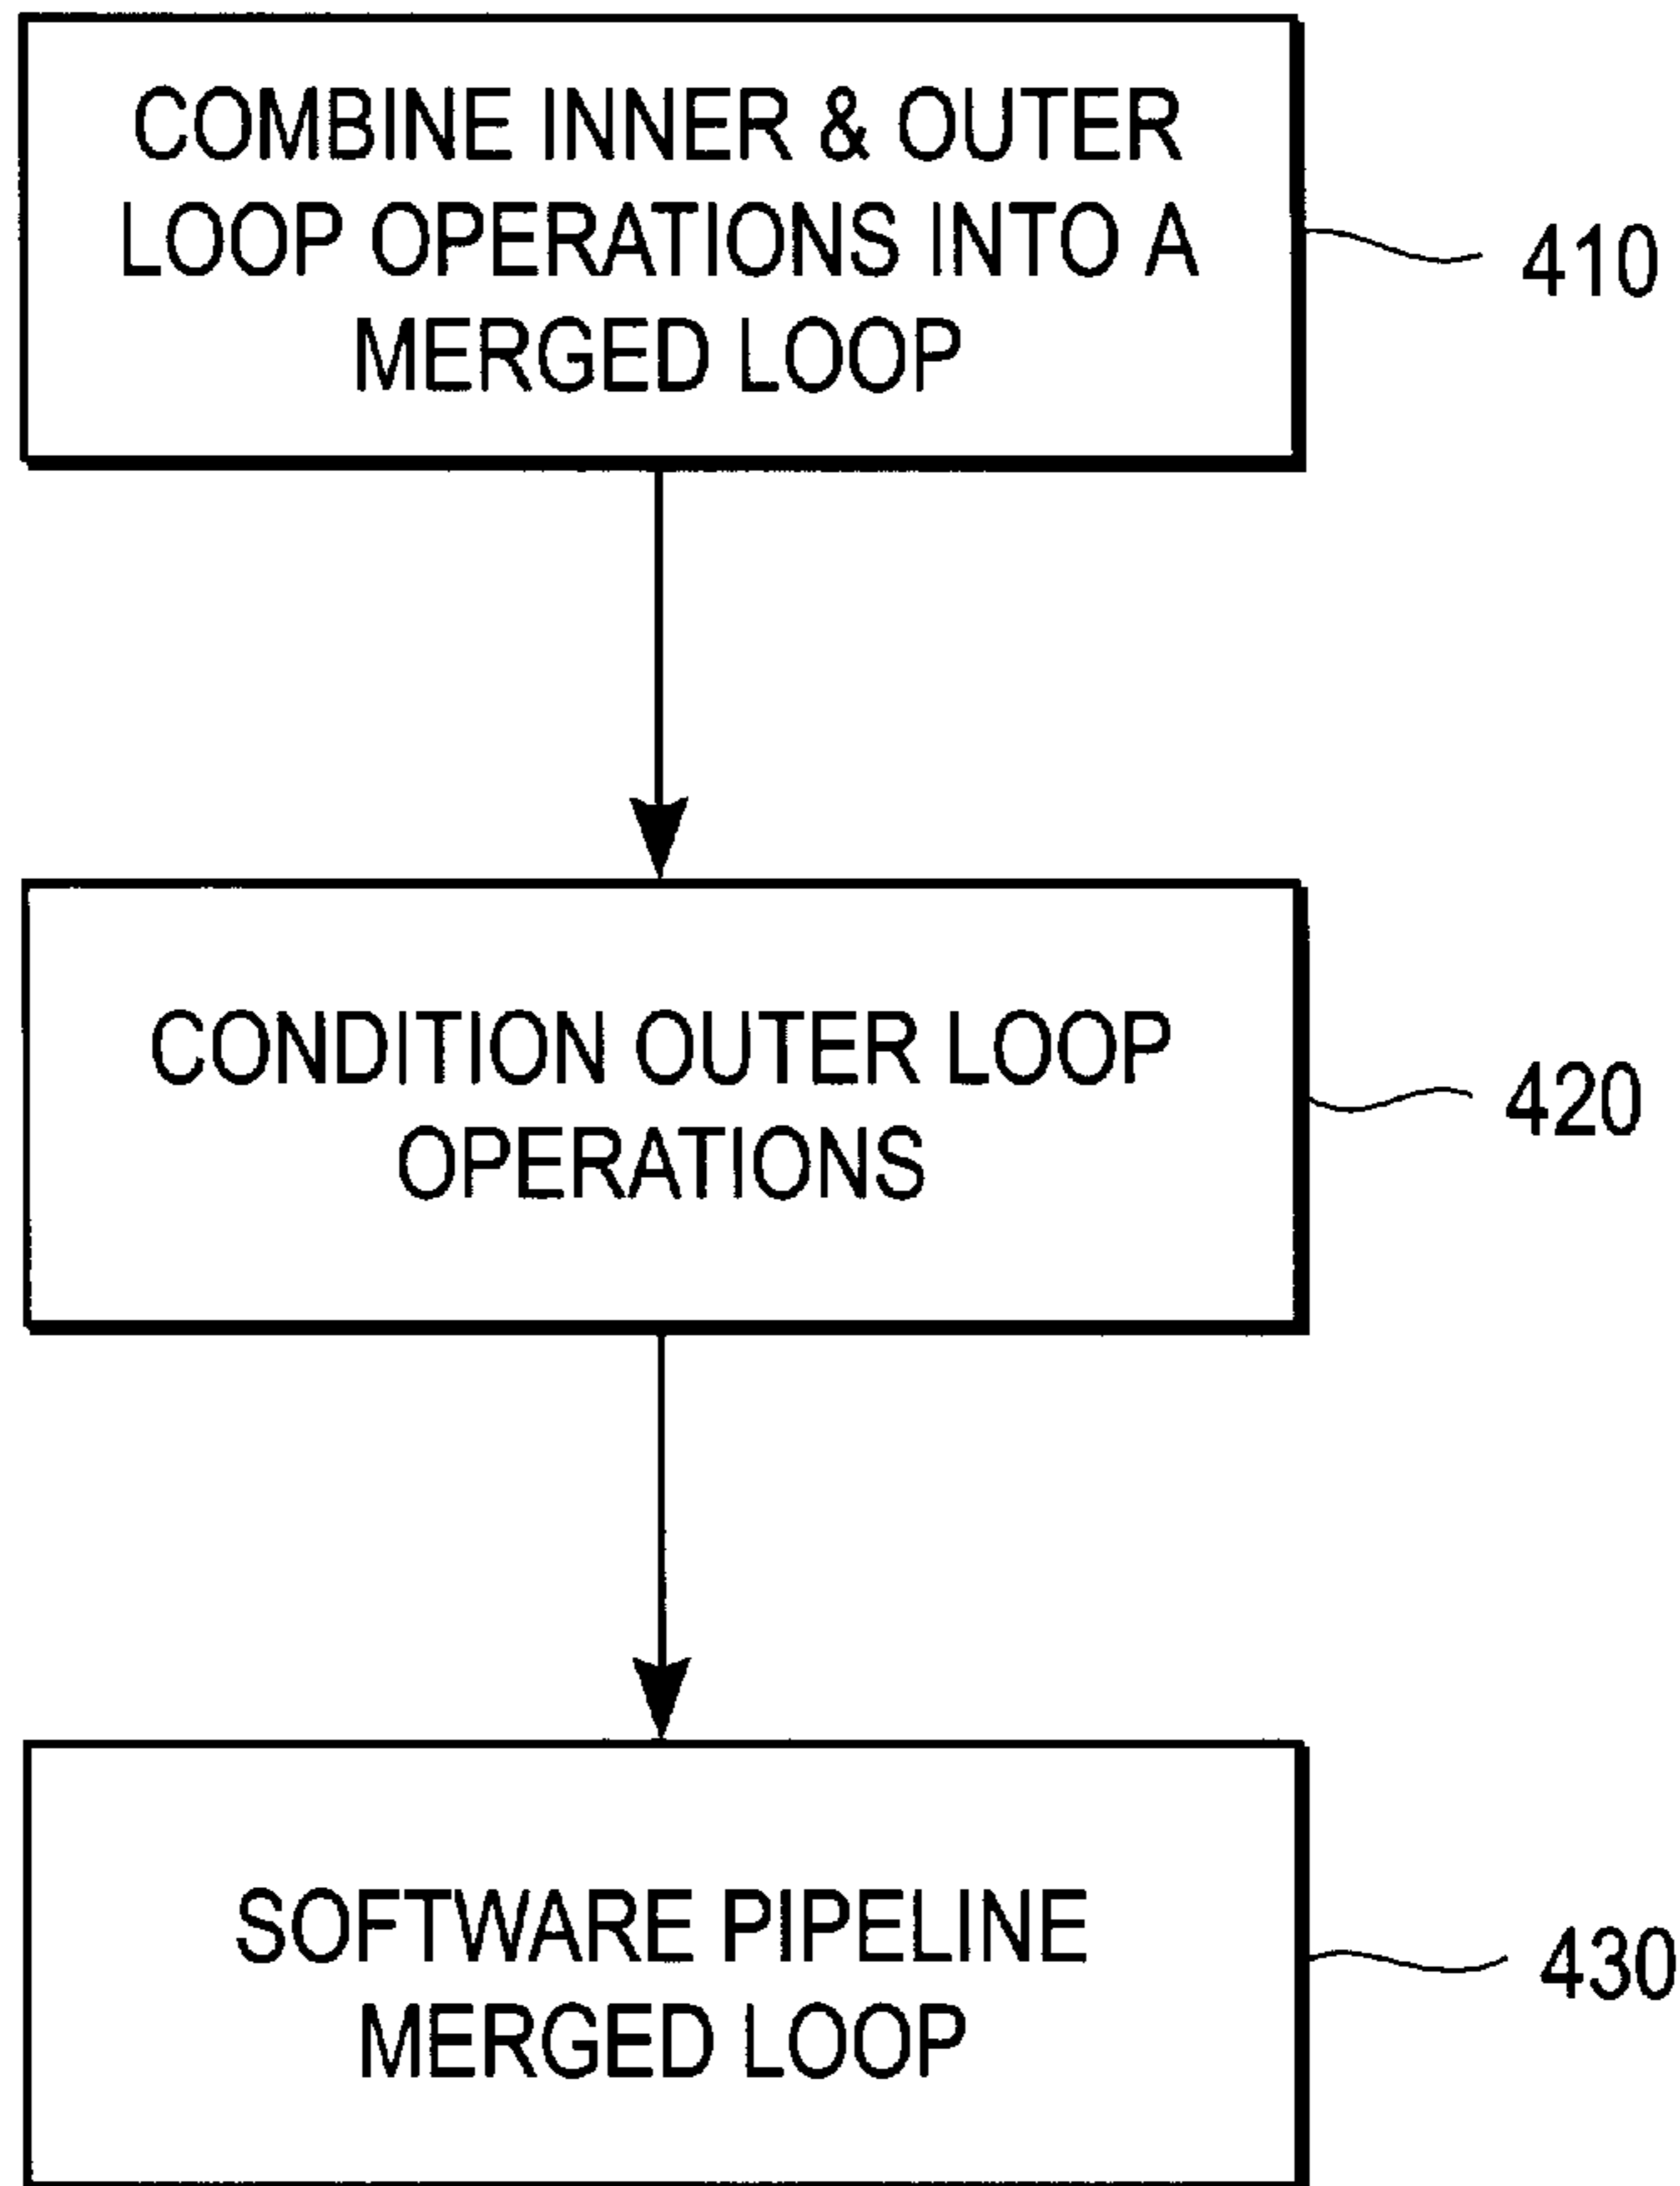 COMBINE INNER & OUTER
LOOP OPERATIONS INTO A
MERGED LOOP
410
CONDITION OUTER LOOP
OPERATIONS
420
SOFTWARE PIPELINE
MERGED LOOP
430